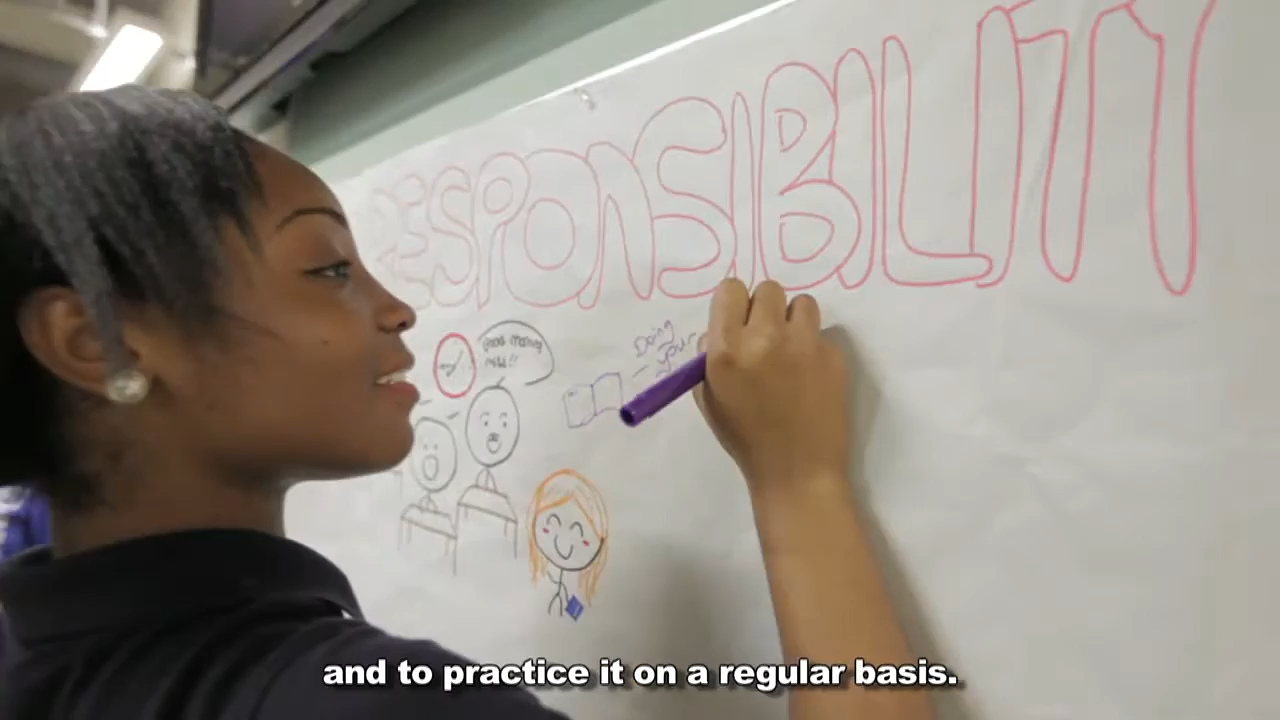 RESPONSIBILITY
Good morning
miss!!
Doing
your
and to practice it on a regular basis.